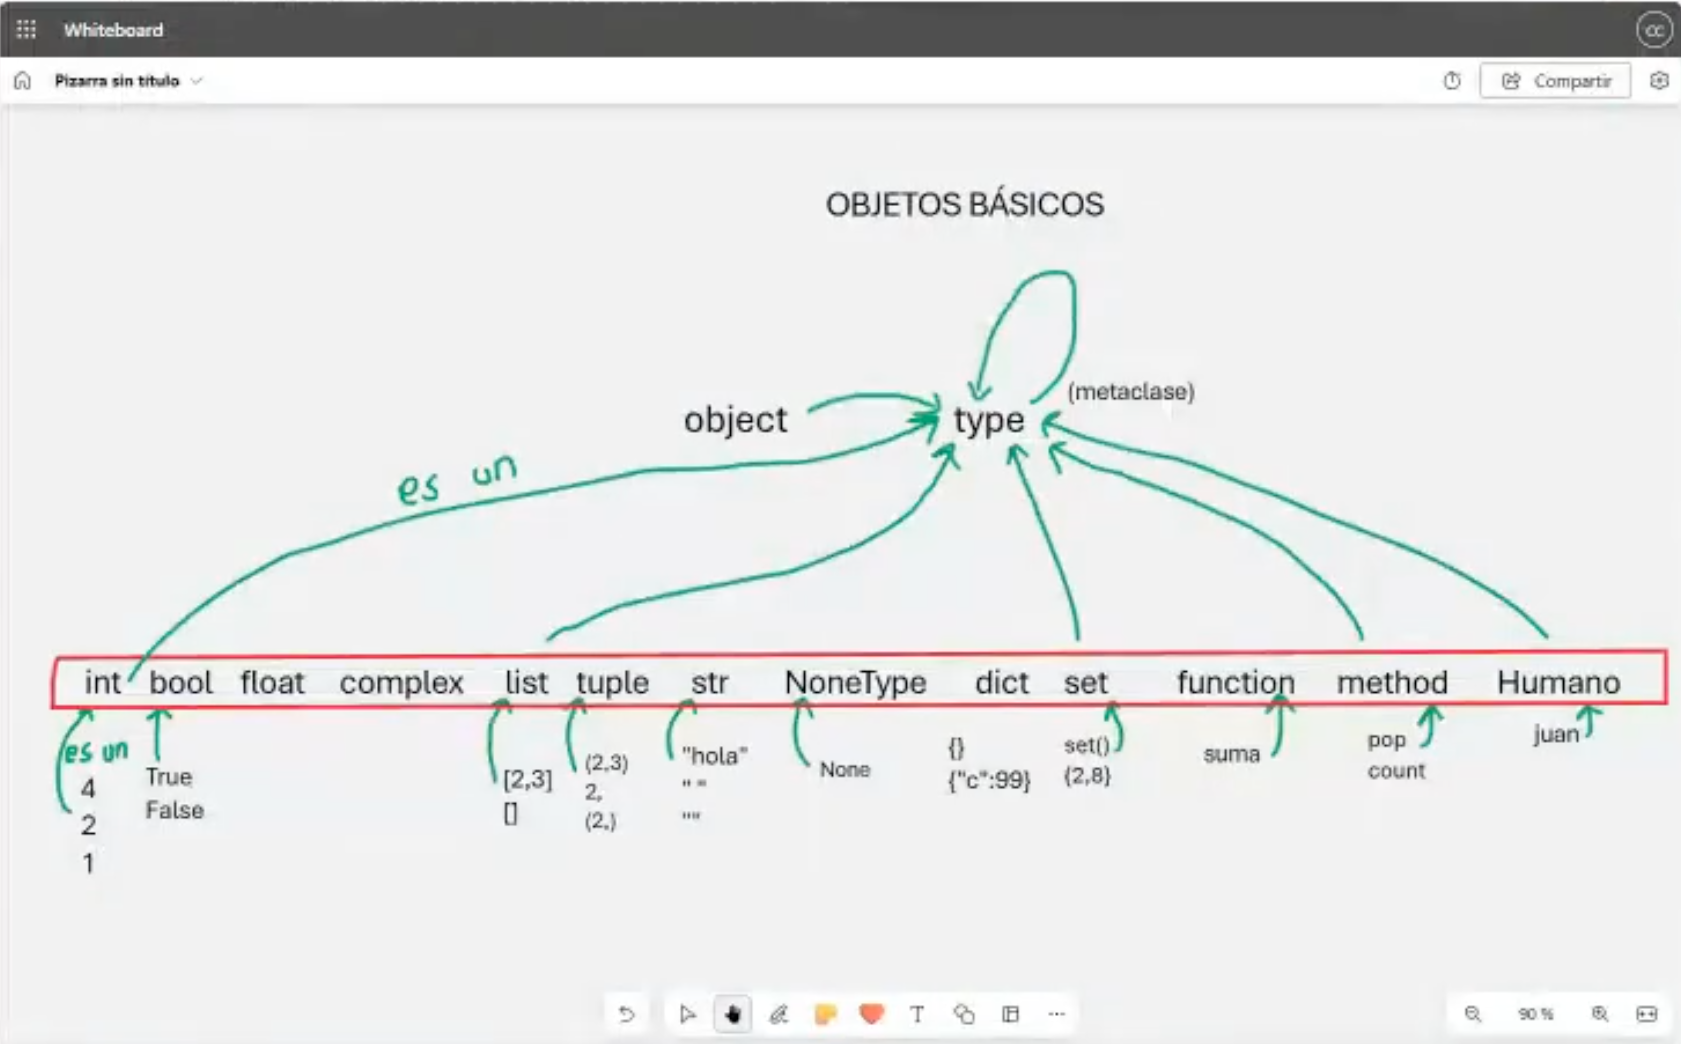 Whiteboard
CC
Pizarra sin título
Compartir
OBJETOS BÁSICOS
(metaclase)
object type
es un
int bool float complex list tuple str NoneType dict set function method Humano
es un
4
2
1
True
False
[2,3]
[]
(2,3)
2,
(2,)
"hola"
" "
""
None
{}
{"c":99}
set()
{2,8}
suma
pop
count
juan
90 %